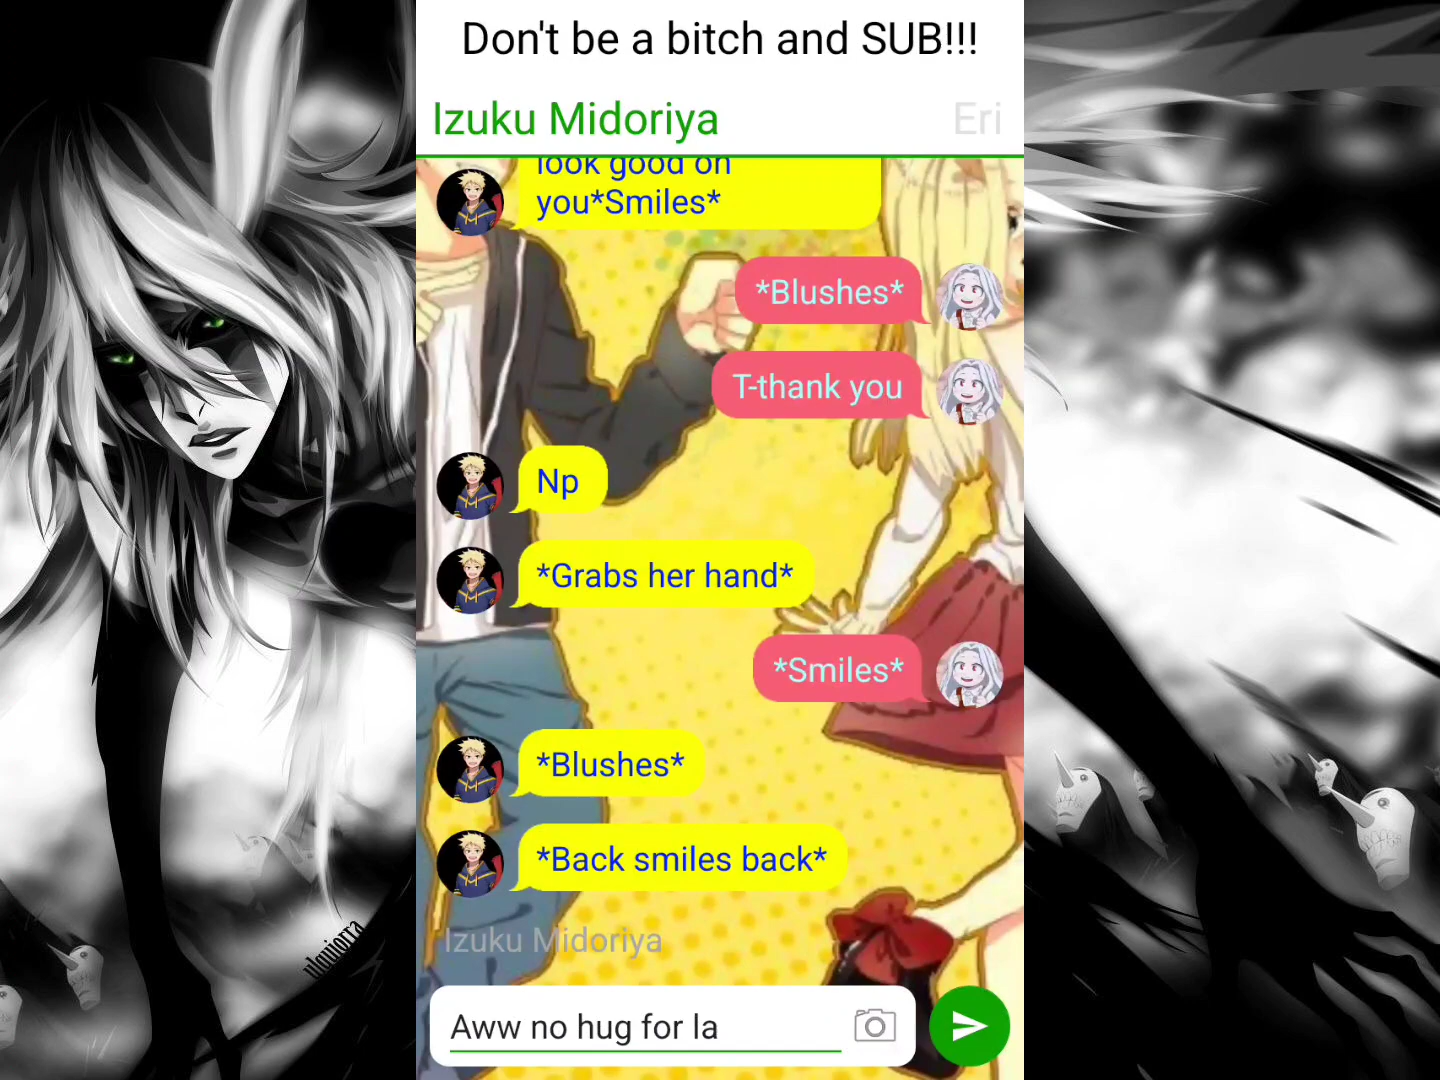 Don't be a bitch and SUB!!!
Izuku Midoriya
Eri
look good on
you*Smiles*
*Blushes*
T-thank you
Np
*Grabs her hand*
*Smiles*
*Blushes*
*Back smiles back*
Izuku Midoriya
Aww no hug for la